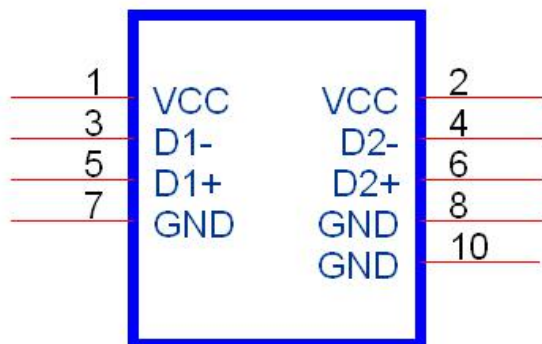 1 VCC VCC 2
3 D1- D2- 4
5 D1+ D2+ 6
7 GND GND 8
GND 10